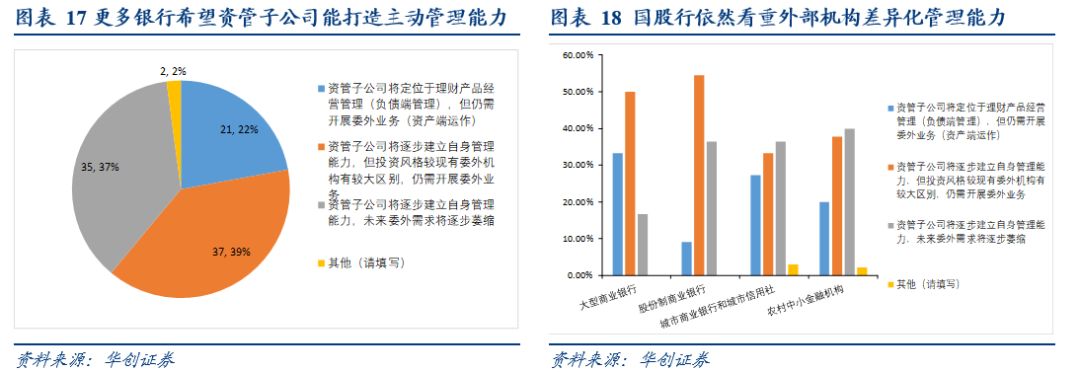 图表 17 更多银行希望资管子公司能打造主动管理能力
2, 2%
21, 22%
35, 37%
37, 39%
资管子公司将定位于理财产品经
营管理（负债端管理），但仍需
开展委外业务（资产端运作）
资管子公司将逐步建立自身管理
能力，但投资风格较现有委外机
构有较大区别，仍需开展委外业
务
资管子公司将逐步建立自身管理
能力，未来委外需求将逐步萎缩
其他（请填写）
资料来源：华创证券
图表 18 国股行依然看重外部机构差异化管理能力
60.00%
50.00%
40.00%
30.00%
20.00%
10.00%
0.00%
大型商业银行
股份制商业银行
城市商业银行和城市信用社
农村中小金融机构
资管子公司将定位于理财产品经营
管理（负债端管理），但仍需开展
委外业务（资产端运作）
资管子公司将逐步建立自身管理能
力，但投资风格较现有委外机构有
较大区别，仍需开展委外业务
资管子公司将逐步建立自身管理能
力，未来委外需求将逐步萎缩
其他（请填写）
资料来源：华创证券